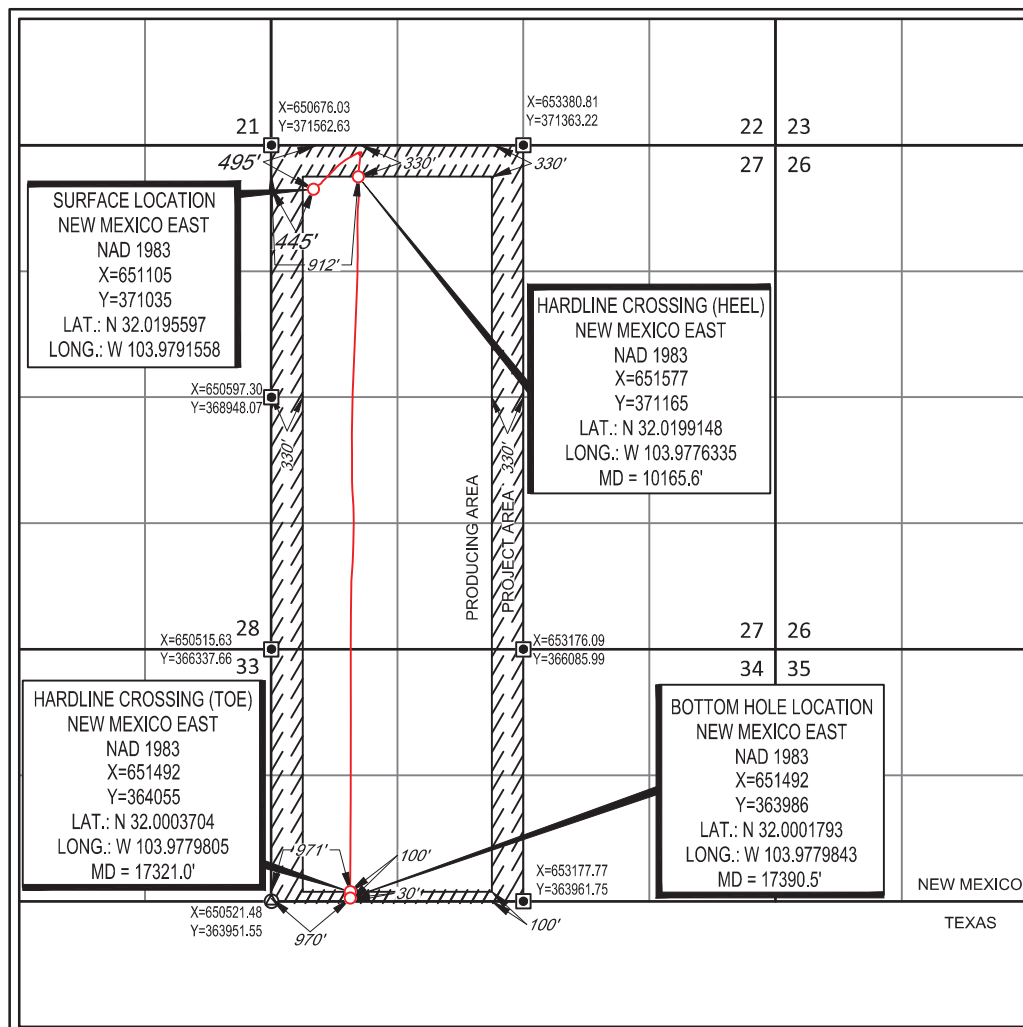 X=650676.03
Y=371562.63
X=653380.81
Y=371363.22
21
22 23
27 26
495'
330'
330'
SURFACE LOCATION
NEW MEXICO EAST
NAD 1983
X=651105
Y=371035
LAT.: N 32.0195597
LONG.: W 103.9791558
445'
912'
HARDLINE CROSSING (HEEL)
NEW MEXICO EAST
NAD 1983
X=651577
Y=371165
LAT.: N 32.0199148
LONG.: W 103.9776335
MD = 10165.6'
X=650597.30
Y=368948.07
330'
330'
PRODUCING AREA
PROJECT AREA
X=650515.63
Y=366337.66
28
33
X=653176.09
Y=366085.99
27 26
34 35
HARDLINE CROSSING (TOE)
NEW MEXICO EAST
NAD 1983
X=651492
Y=364055
LAT.: N 32.0003704
LONG.: W 103.9779805
MD = 17321.0'
BOTTOM HOLE LOCATION
NEW MEXICO EAST
NAD 1983
X=651492
Y=363986
LAT.: N 32.0001793
LONG.: W 103.9779843
MD = 17390.5'
971'
100'
30'
X=653177.77
Y=363961.75
NEW MEXICO
TEXAS
X=650521.48
Y=363951.55
970'
100'